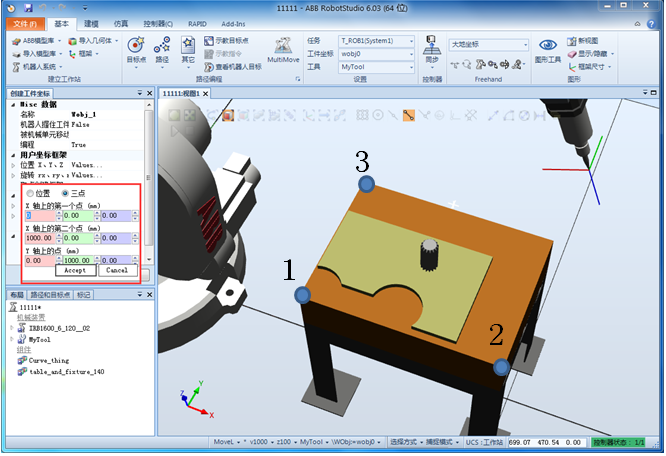 11111 - ABB RobotStudio 6.03 (64 位)
文件(F) 基本 建模 仿真 控制器(C) RAPID Add-Ins
ABB模型库 导入几何体
导入模型库 框架
机器人系统
建立工作站
目标点 路径 其它
示教目标点
示教指令
查看机器人目标
路径编程
MultiMove
任务 T_ROB1(System1)
工件坐标 wobj0
工具 MyTool
设置
同步
控制器
大地坐标
Freehand
图形工具
新视图
显示/隐藏
框架尺寸
图形
创建工件坐标
11111:视图1
Misc 数据
名称 Wobj_1
机器人握住工件 False
被机械单元移动
编程 True
用户坐标框架
位置 X、Y、Z Values...
旋转 rx、ry、 Values...
位置 三点
X 轴上的第一个点 (mm)
0 0.00 0.00
X 轴上的第二个点 (mm)
1000.00 0.00 0.00
Y 轴上的点 (mm)
0.00 1000.00 0.00
Accept Cancel
布局 路径和目标点 标记
11111*
机械装置
IRB1600_6_120__02
MyTool
组件
Curve_thing
table_and_fixture_140
3
1
2
Z Y X
MoveL * v1000 z100 MyTool \WObj:=wobj0 选择方式 捕捉模式 UCS：工作站 699.07 470.54 0.00 控制器状态： 1/1